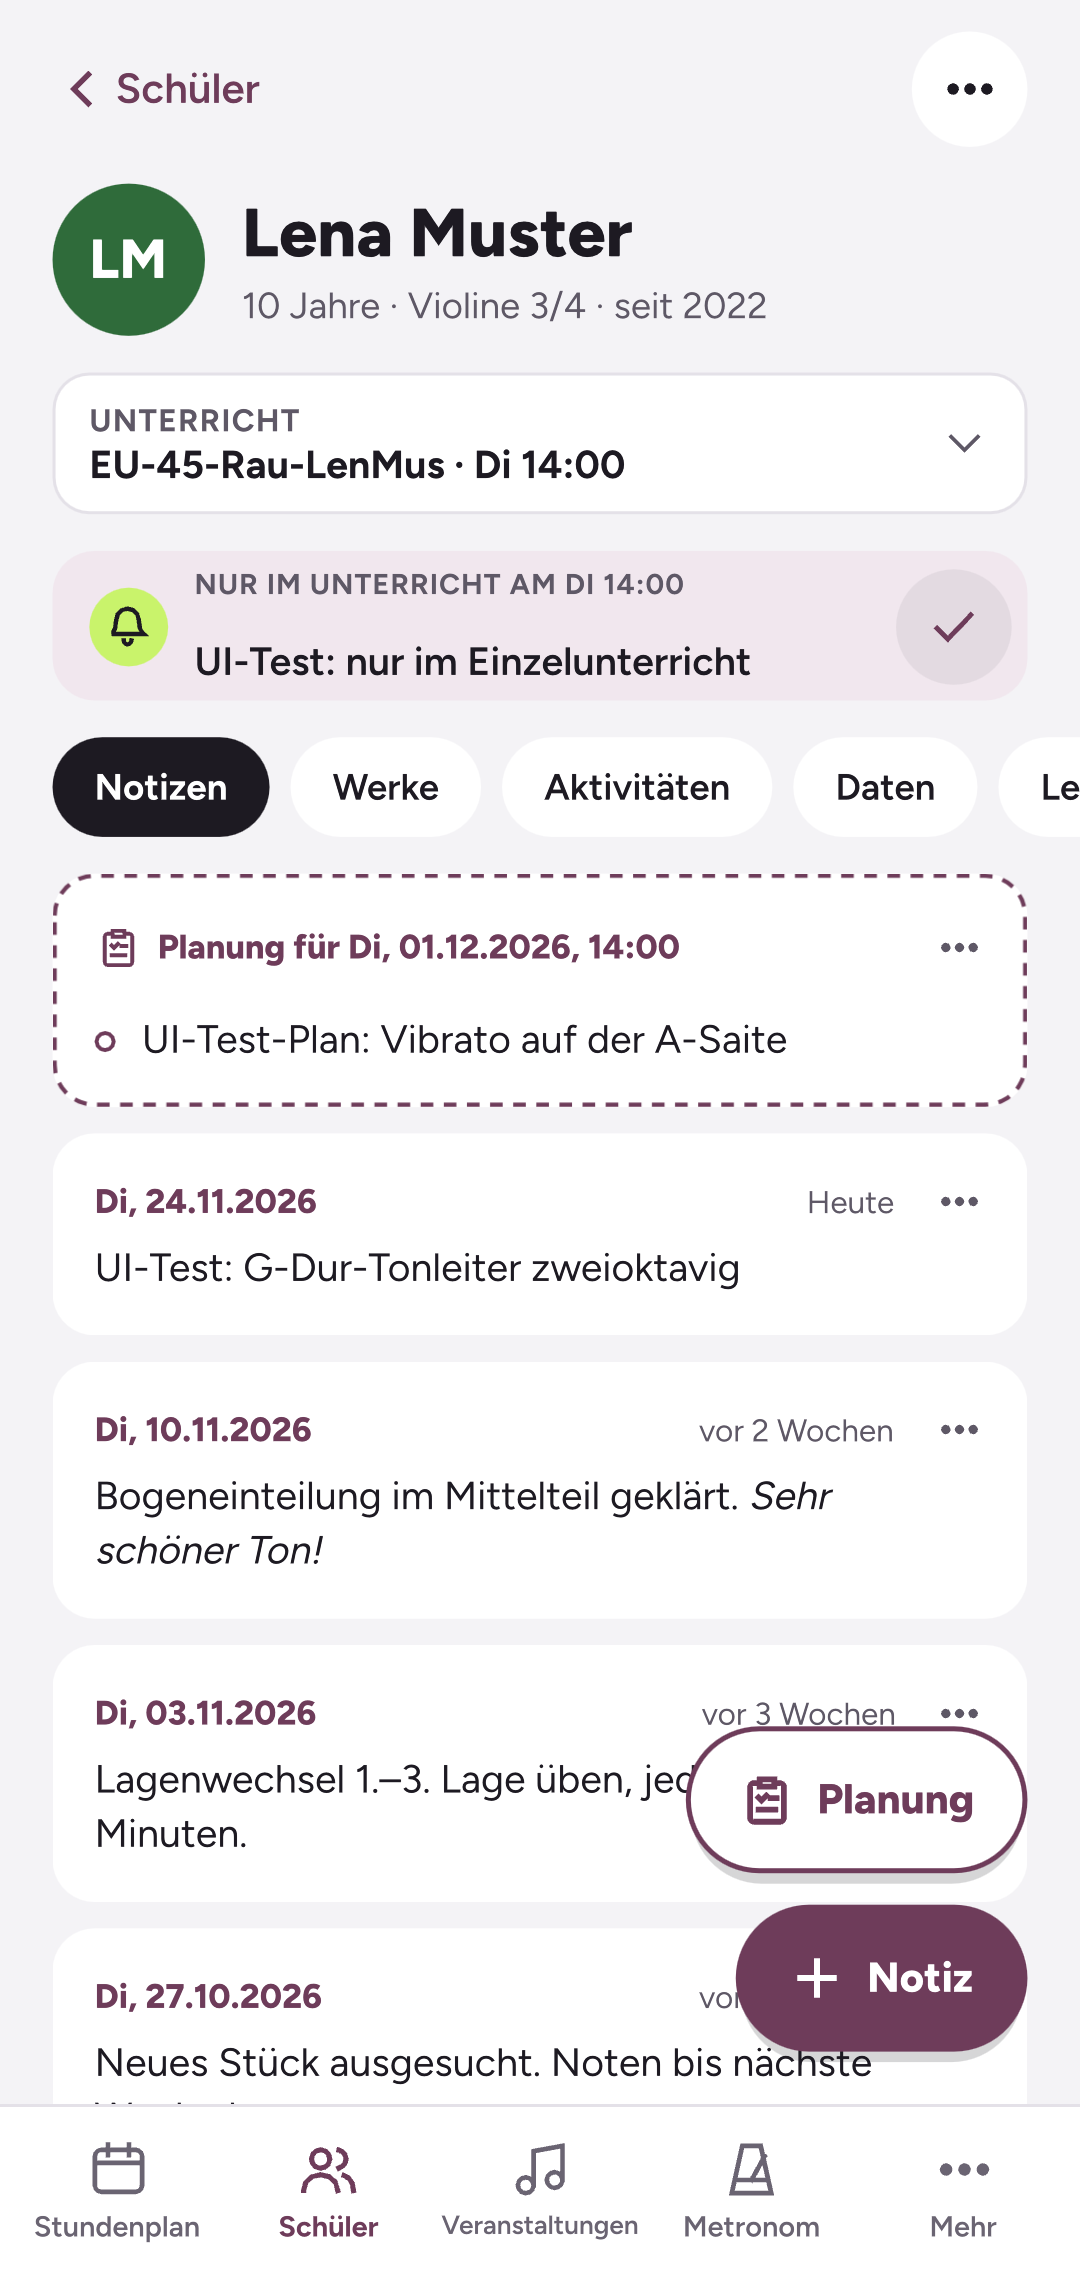 Schüler
LM
Lena Muster
10 Jahre · Violine 3/4 · seit 2022
UNTERRICHT
EU-45-Rau-LenMus · Di 14:00
NUR IM UNTERRICHT AM DI 14:00
UI-Test: nur im Einzelunterricht
Notizen Werke Aktivitäten Daten Le
Planung für Di, 01.12.2026, 14:00
UI-Test-Plan: Vibrato auf der A-Saite
Di, 24.11.2026 Heute
UI-Test: G-Dur-Tonleiter zweioktavig
Di, 10.11.2026 vor 2 Wochen
Bogeneinteilung im Mittelteil geklärt. Sehr
schöner Ton!
Di, 03.11.2026 vor 3 Wochen
Lagenwechsel 1.–3. Lage üben,
Minuten.
Planung
Notiz
Di, 27.10.2026
Neues Stück ausgesucht. Noten bis nächste
Stundenplan Schüler Veranstaltungen Metronom Mehr